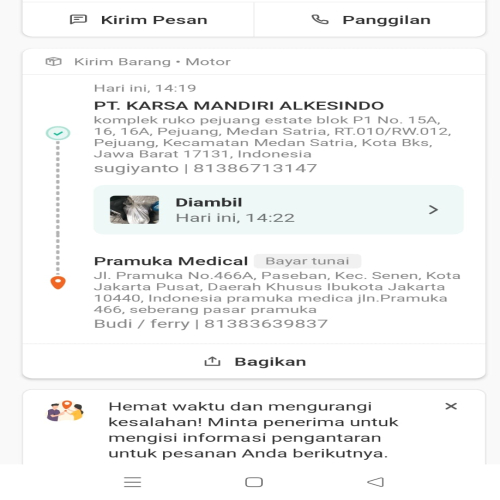 Kirim Pesan
Panggilan
Kirim Barang • Motor
Hari ini, 14:19
PT. KARSA MANDIRI ALKESINDO
komplek ruko pejuang estate blok P1 No. 15A,
16, 16A, Pejuang, Medan Satria, RT.010/RW.012,
Pejuang, Kecamatan Medan Satria, Kota Bks,
Jawa Barat 17131, Indonesia
sugiyanto | 81386713147
Diambil
Hari ini, 14:22
Pramuka Medical Bayar tunai
Jl. Pramuka No.466A, Paseban, Kec. Senen, Kota
Jakarta Pusat, Daerah Khusus Ibukota Jakarta
10440, Indonesia pramuka medica jln.Pramuka
466, seberang pasar pramuka
Budi / ferry | 81383639837
Bagikan
Hemat waktu dan mengurangi
kesalahan! Minta penerima untuk
mengisi informasi pengantaran
untuk pesanan Anda berikutnya.